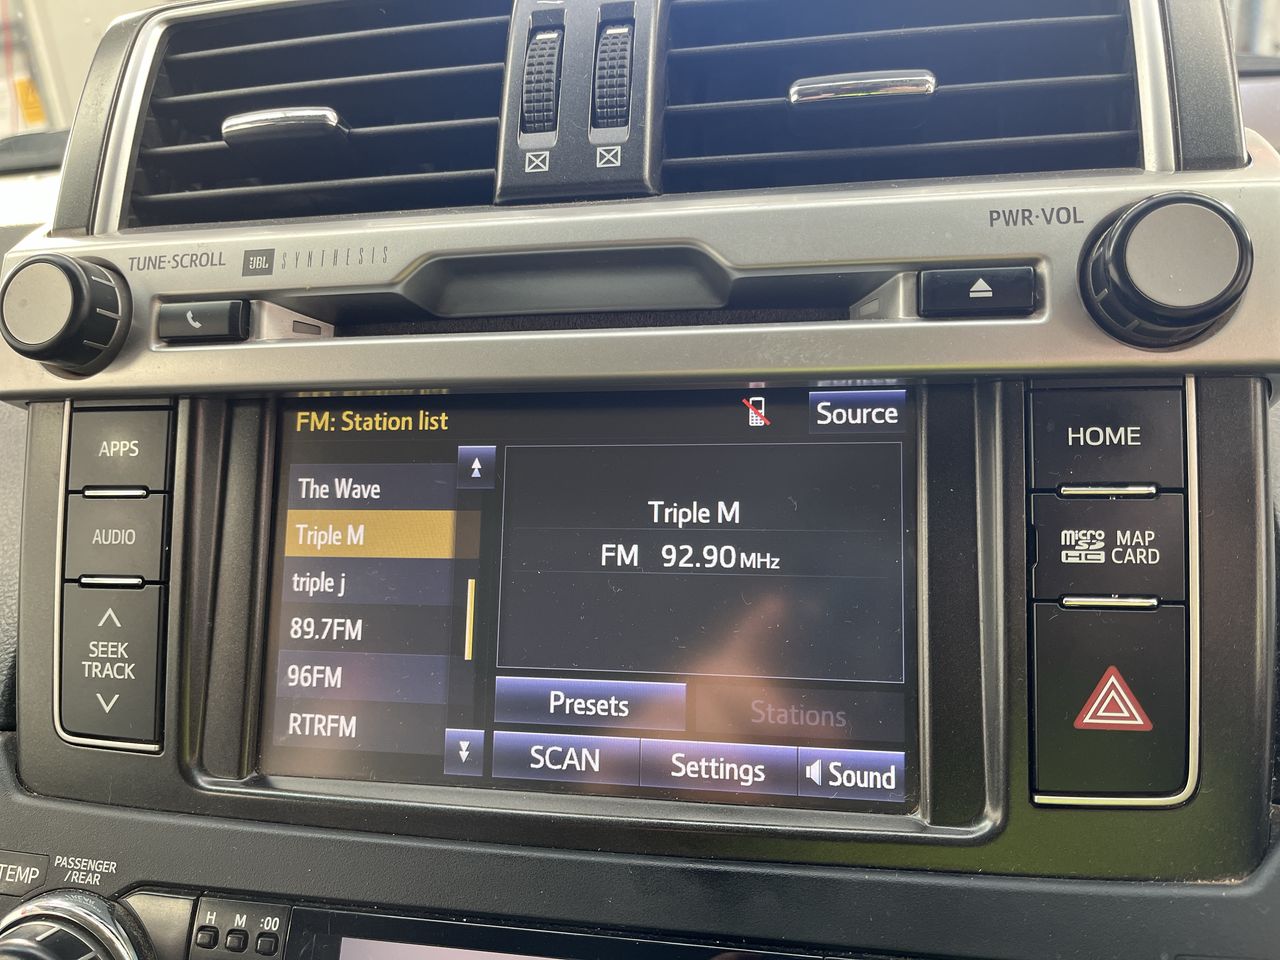 PWR·VOL
TUNE·SCROLL JBL SYNTHESIS
FM: Station list
Source
APPS
AUDIO
SEEK
TRACK
The Wave
Triple M
triple j
89.7FM
96FM
RTRFM
Triple M
FM 92.90MHz
Presets
Stations
SCAN
Settings
Sound
HOME
micro
SD
HC
MAP
CARD
TEMP
PASSENGER
/REAR
H M :00